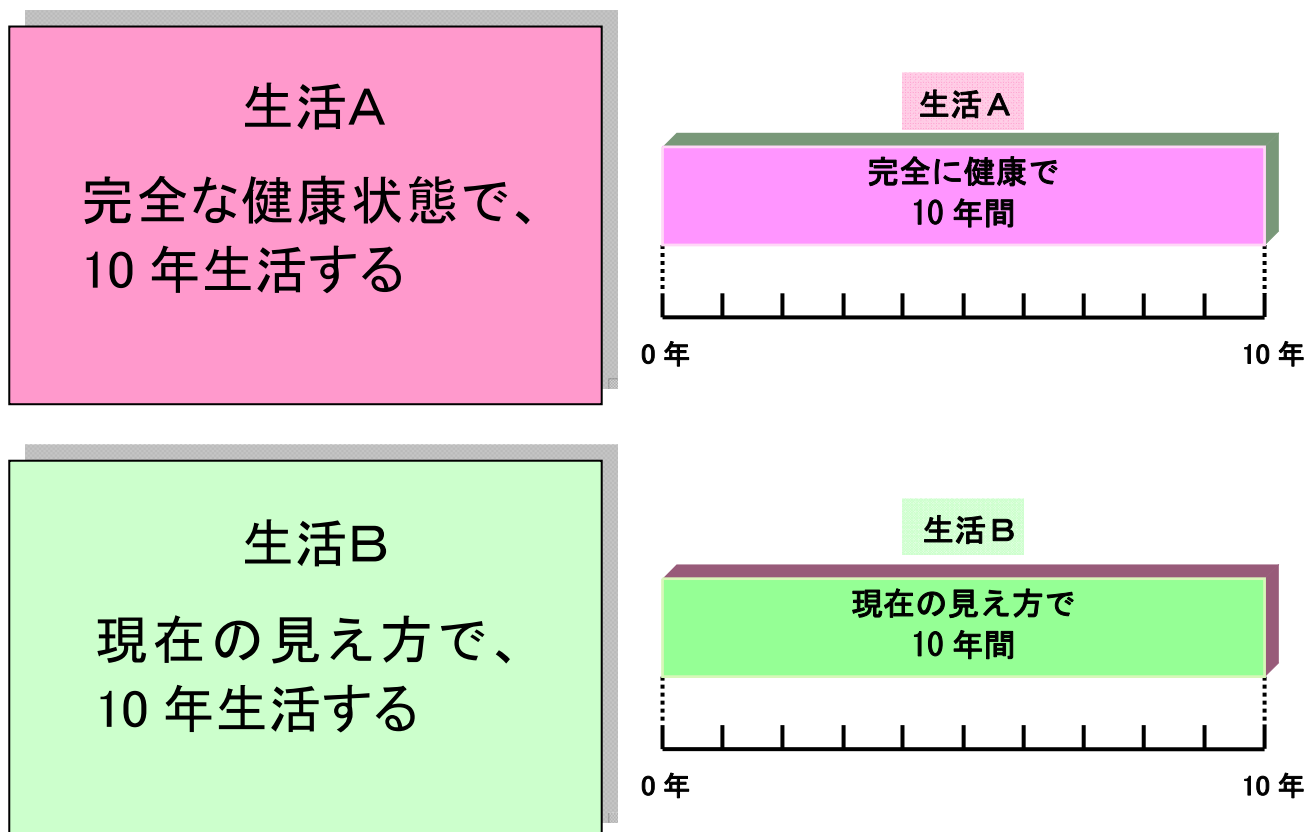 生活A
完全な健康状態で、
10 年生活する
生活A
完全に健康で
10 年間
0 年
10 年
生活B
現在の見え方で、
10 年生活する
生活B
現在の見え方で
10 年間
0 年
10 年